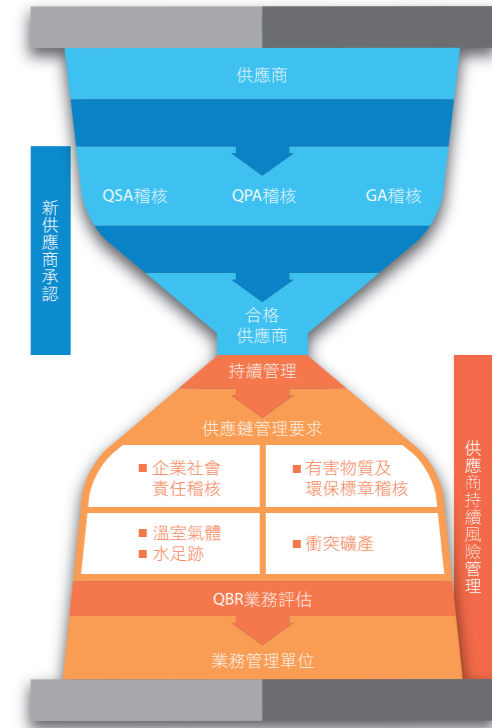 供應商
新供應商承認
QSA稽核 QPA稽核 GA稽核
合格
供應商
持續管理
供應鏈管理要求
■ 企業社會
責任稽核
■ 有害物質及
環保標章稽核
■ 溫室氣體
■ 水足跡
■ 衝突礦產
供應商持續風險管理
QBR業務評估
業務管理單位